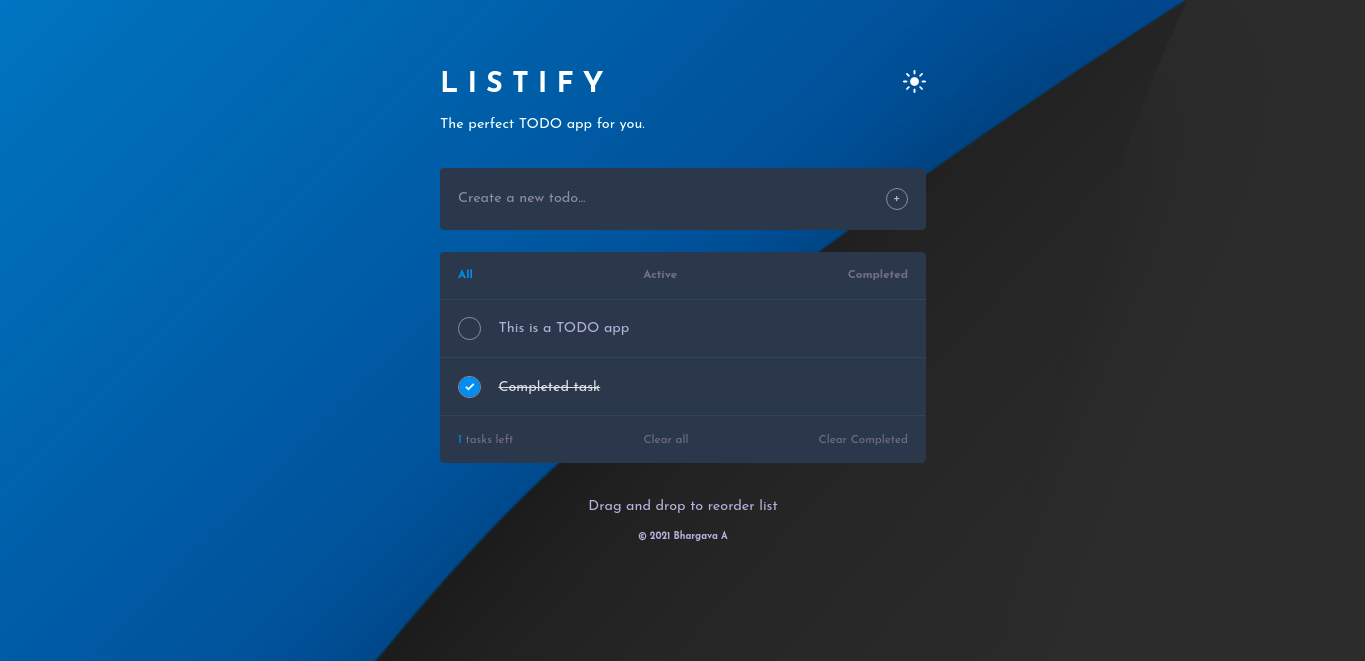 LISTIFY
The perfect TODO app for you.
Create a new todo...
+
All Active Completed
This is a TODO app
Completed task
1 tasks left Clear all Clear Completed
Drag and drop to reorder list
© 2021 Bhargava A